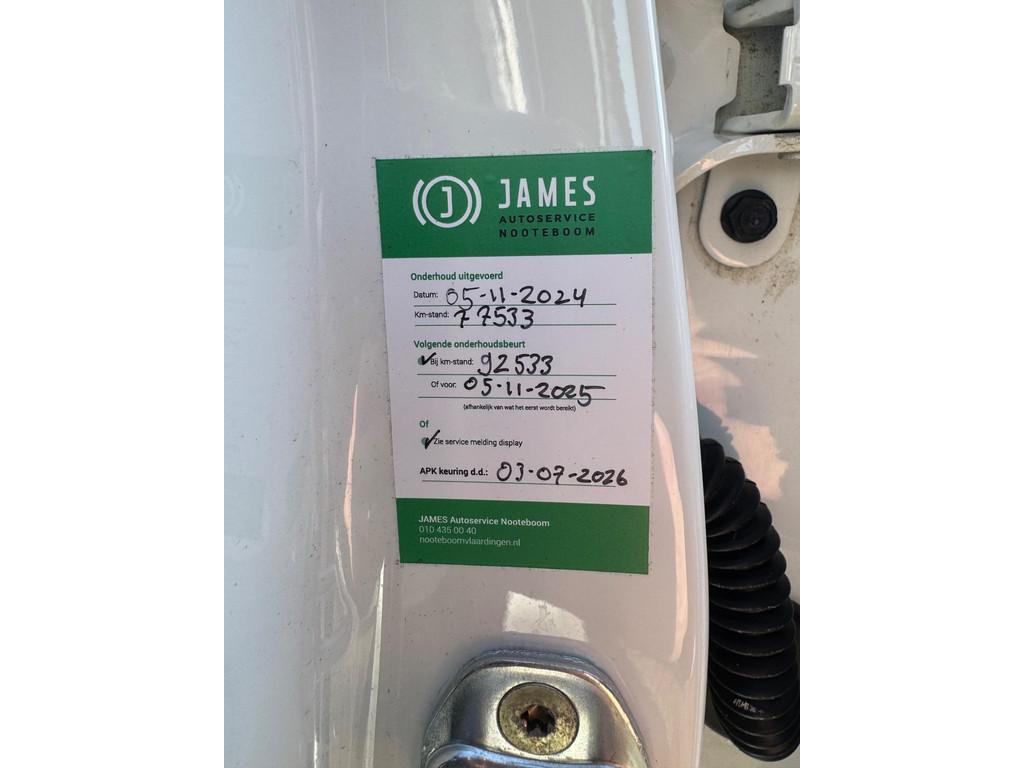 J JAMES
AUTOSERVICE
NOOTEBOOM
Onderhoud uitgevoerd
Datum: 05-11-2024
Km-stand: 77533
Volgende onderhoudsbeurt
Bij km-stand: 92533
Of voor: 05-11-2025
(afhankelijk van wat het eerst wordt bereikt)
Of
Zie service melding display
APK keuring d.d.: 03-07-2026
JAMES Autoservice Nooteboom
010 435 00 40
nooteboomvlaardingen.nl